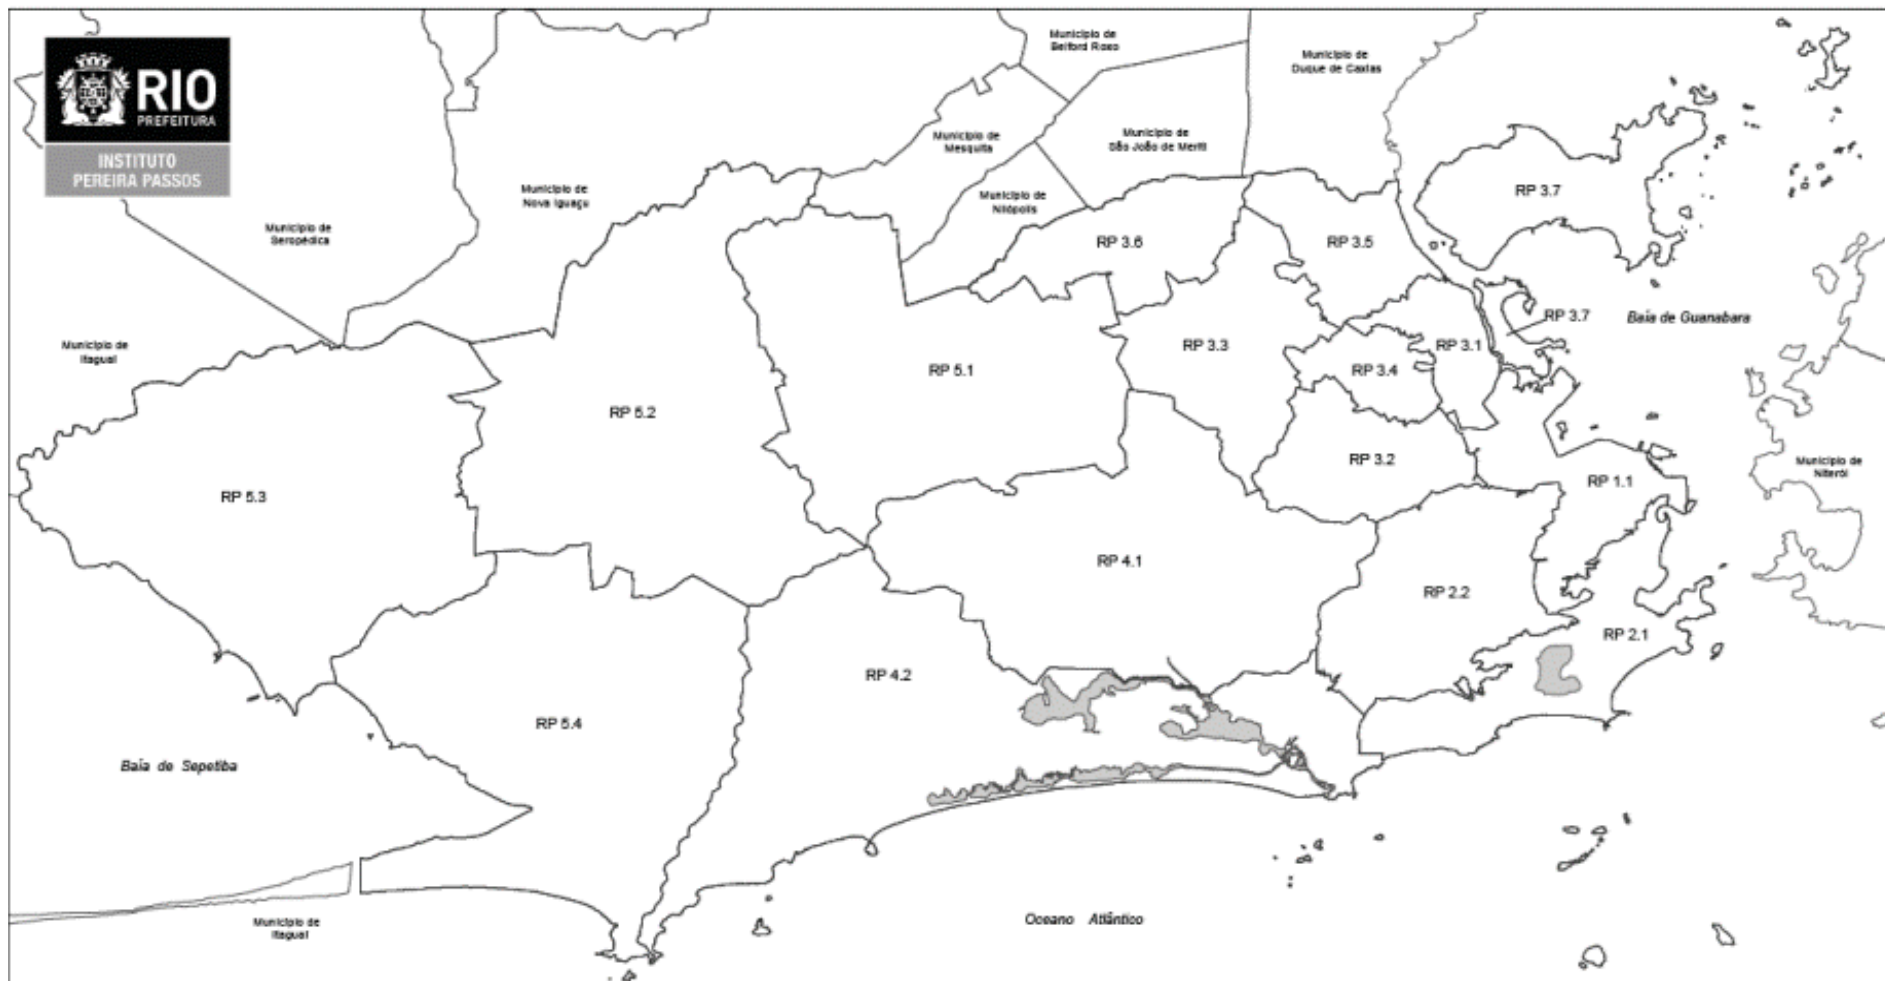 RIO
PREFEITURA
INSTITUTO
PEREIRA PASSOS
Município de
Belford Roxo
Município de
Duque de Caxias
Município de
Mesquita
Município de
São João de Meriti
Município de
Nova Iguaçu
Município de
Nilópolis
Município de
Seropédica
RP 3.7
RP 3.6
RP 3.5
RP 3.7
Baía de Guanabara
Município de
Itaguaí
RP 3.3
RP 3.1
RP 5.1
RP 3.4
RP 5.2
RP 3.2
Município de
Niterói
RP 1.1
RP 5.3
RP 4.1
RP 2.2
RP 2.1
RP 4.2
RP 5.4
Baía de Sepetiba
Município de
Itaguaí
Oceano Atlântico